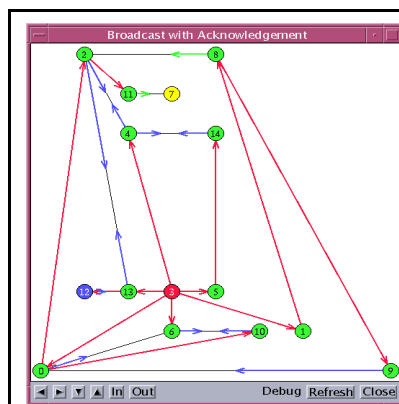 Broadcast with Acknowledgement
2 8
11 7
4 14
12 13 3 5
6 10 1
0 9
In Out Debug Refresh Close